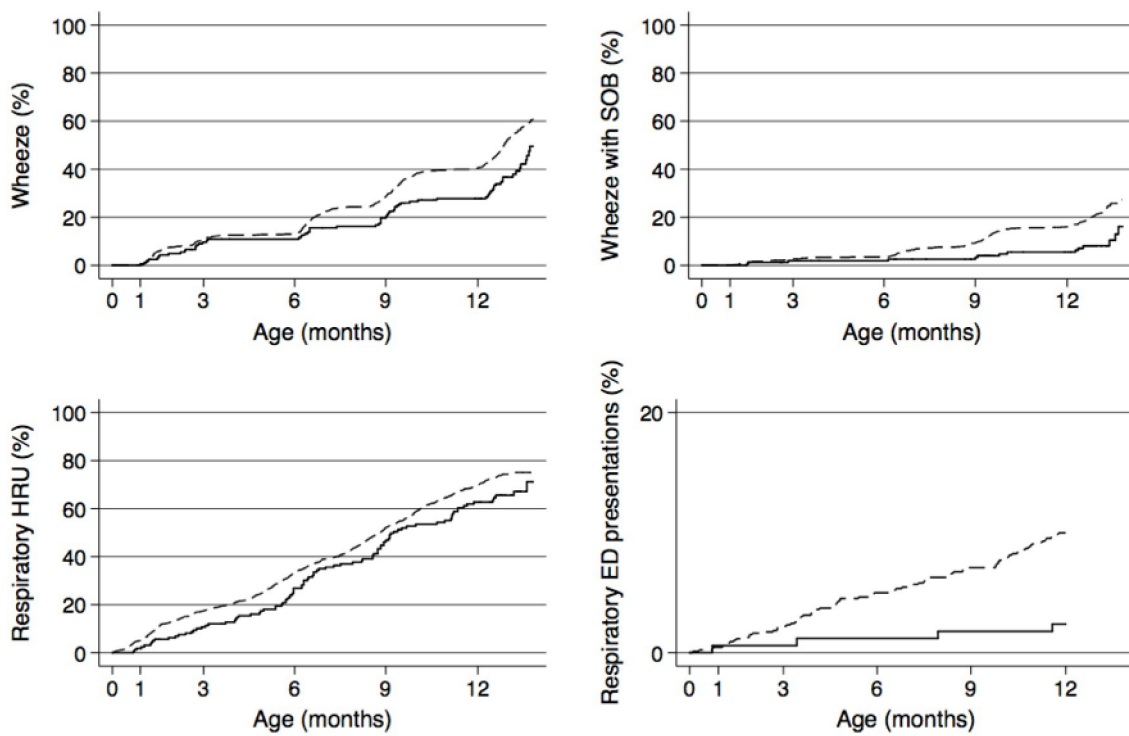 Wheeze (%)
100
80
60
40
20
0
0 1 3 6 9 12
Age (months)
Wheeze with SOB (%)
100
80
60
40
20
0
0 1 3 6 9 12
Age (months)
Respiratory HRU (%)
100
80
60
40
20
0
0 1 3 6 9 12
Age (months)
Respiratory ED presentations (%)
20
0
0 1 3 6 9 12
Age (months)